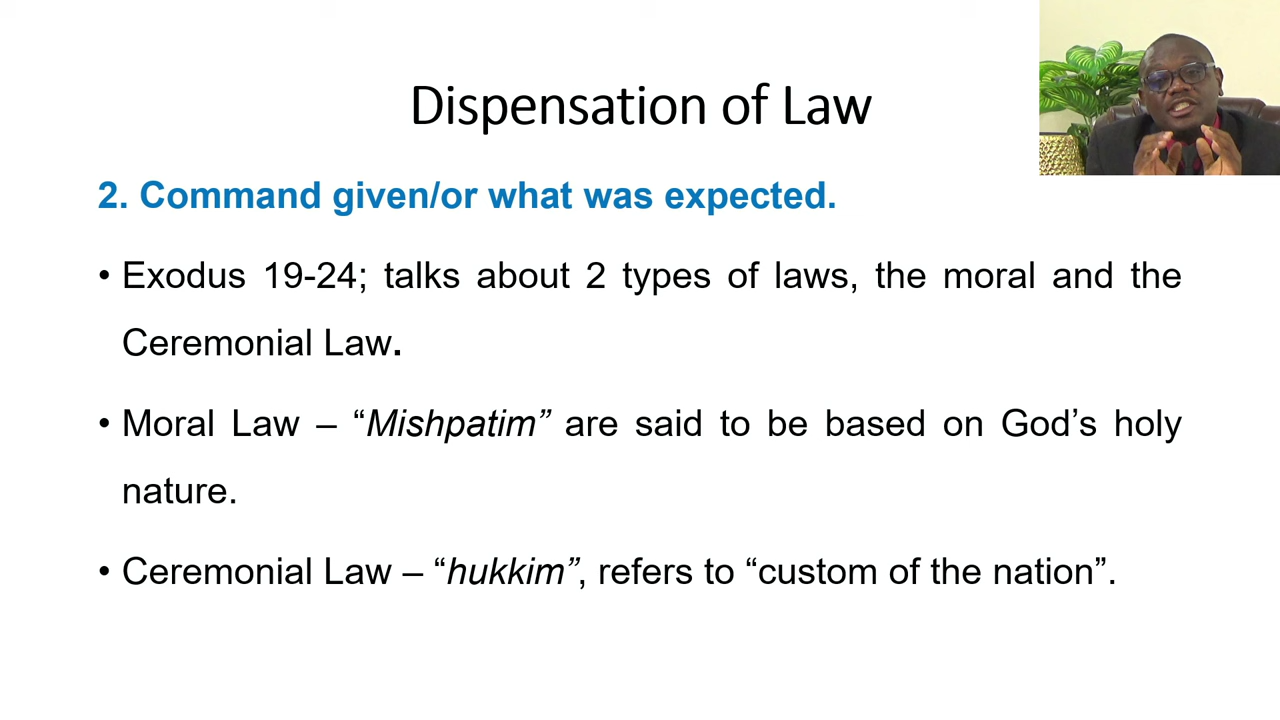 Dispensation of Law
2. Command given/or what was expected.
• Exodus 19-24; talks about 2 types of laws, the moral and the
Ceremonial Law.
• Moral Law – “Mishpatim” are said to be based on God’s holy
nature.
• Ceremonial Law – “hukkim”, refers to “custom of the nation”.